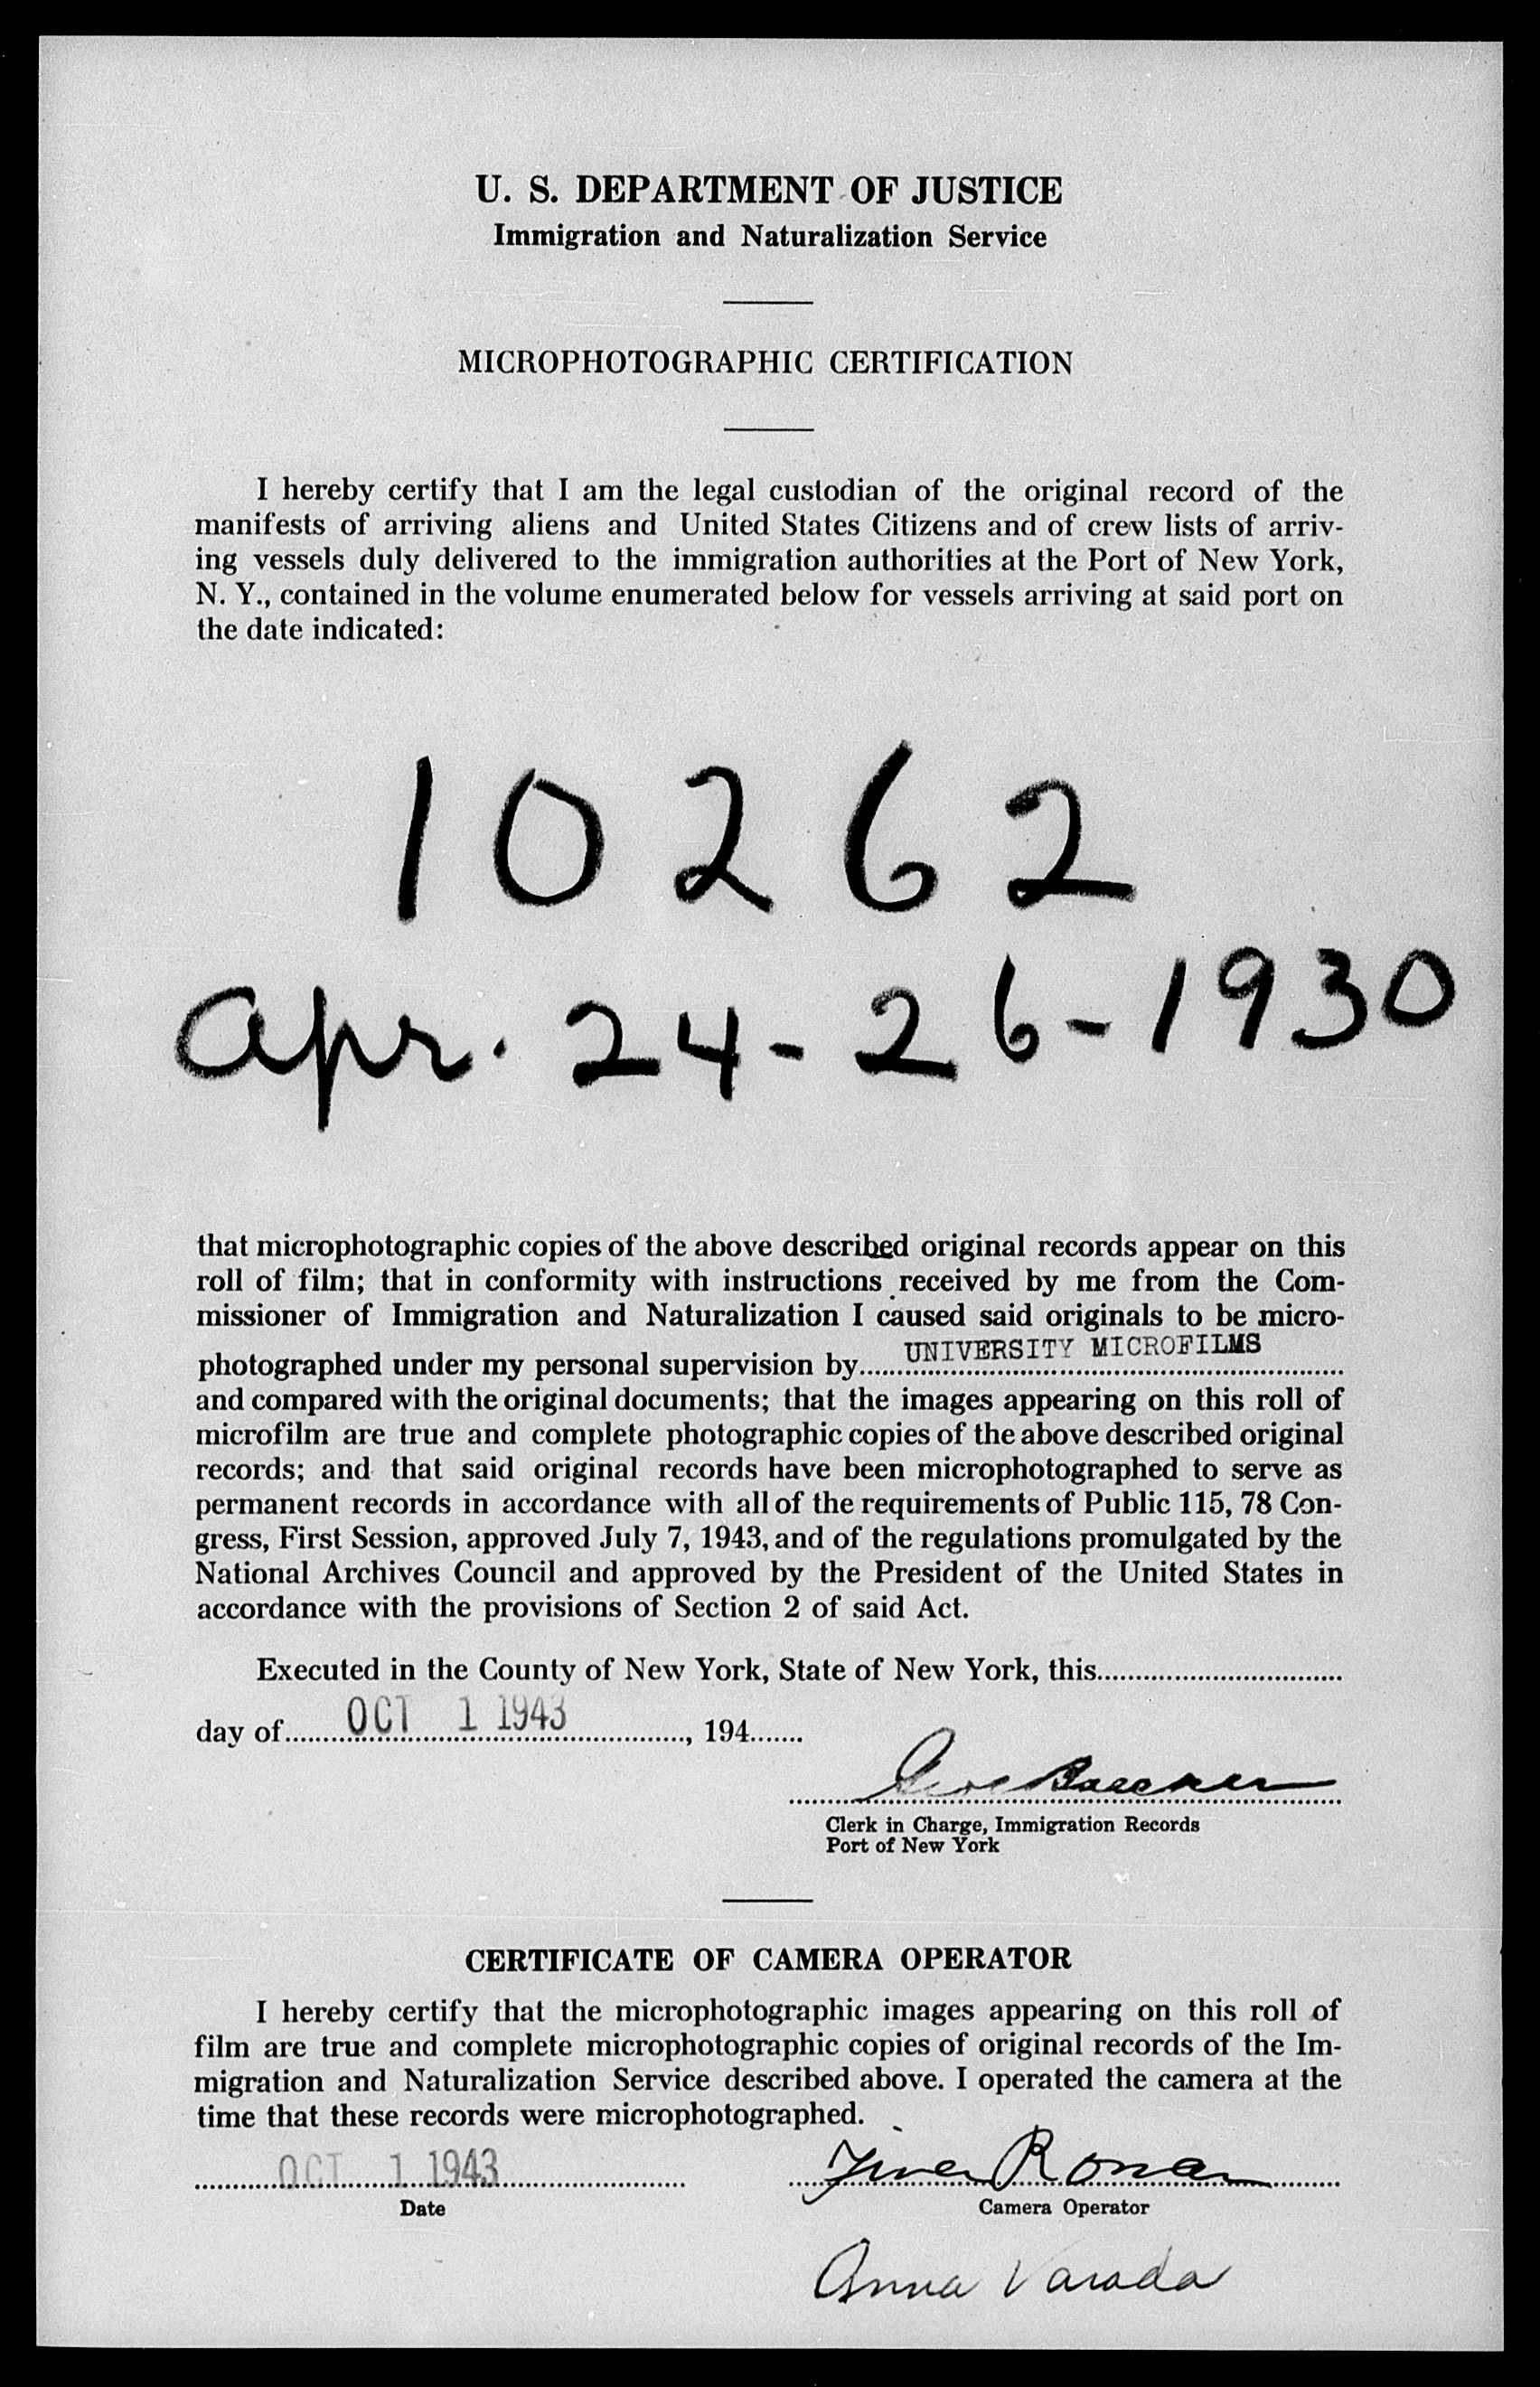 U. S. DEPARTMENT OF JUSTICE
Immigration and Naturalization Service
MICROPHOTOGRAPHIC CERTIFICATION
I hereby certify that I am the legal custodian of the original record of the
manifests of arriving aliens and United States Citizens and of crew lists of arriv-
ing vessels duly delivered to the immigration authorities at the Port of New York,
N. Y., contained in the volume enumerated below for vessels arriving at said port on
the date indicated:
10262
Apr. 24-26-1930
that microphotographic copies of the above described original records appear on this
roll of film; that in conformity with instructions received by me from the Com-
missioner of Immigration and Naturalization I caused said originals to be micro-
photographed under my personal supervision by UNIVERSITY MICROFILMS
and compared with the original documents; that the images appearing on this roll of
microfilm are true and complete photographic copies of the above described original
records; and that said original records have been microphotographed to serve as
permanent records in accordance with all of the requirements of Public 115, 78 Con-
gress, First Session, approved July 7, 1943, and of the regulations promulgated by the
National Archives Council and approved by the President of the United States in
accordance with the provisions of Section 2 of said Act.
Executed in the County of New York, State of New York, this
day of OCT 1 1943, 194
Clerk in Charge, Immigration Records
Port of New York
CERTIFICATE OF CAMERA OPERATOR
I hereby certify that the microphotographic images appearing on this roll of
film are true and complete microphotographic copies of original records of the Im-
migration and Naturalization Service described above. I operated the camera at the
time that these records were microphotographed.
OCT 1 1943
Date
Camera Operator
Anna Varada